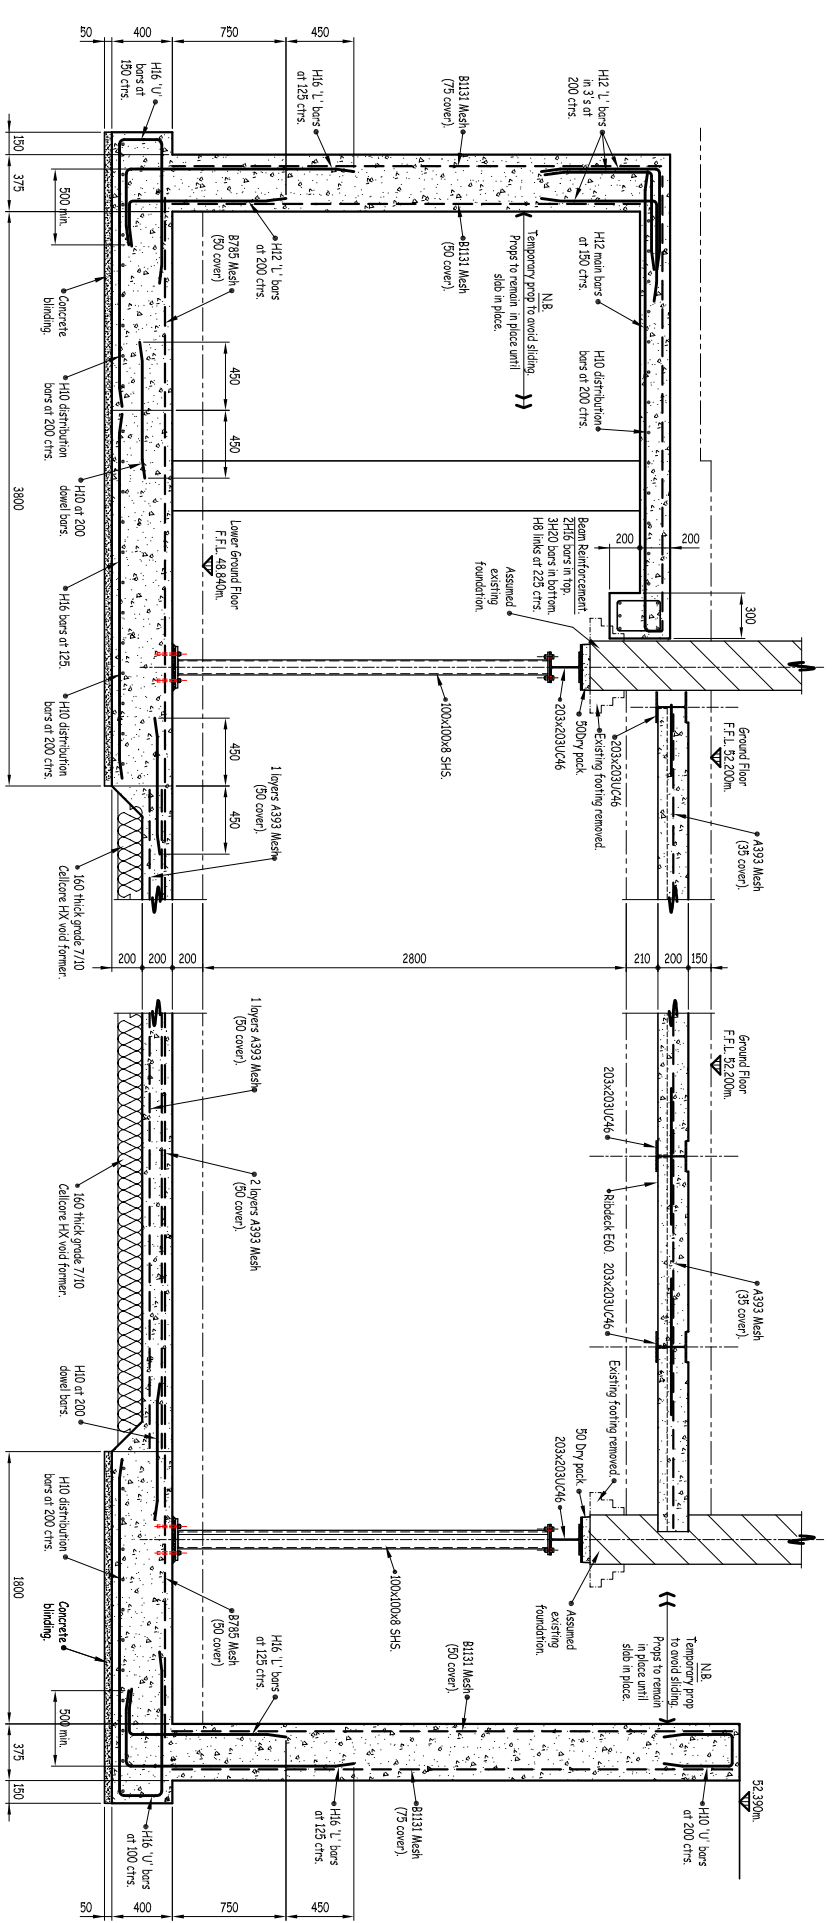 50
400
750
450
H16 'U'
bars at
150 ctrs.
H16 'L' bars
at 125 ctrs.
B1131 Mesh
(75 cover).
H12 'L' bars
in 3's at
200 ctrs.
150
375
3800
500 min.
H12 'L' bars
at 200 ctrs.
B785 Mesh
(50 cover)
B1131 Mesh
(50 cover).
N.B.
Temporary prop to avoid sliding.
Props to remain in place until
slab in place.
H12 main bars
at 150 ctrs.
H10 distribution
bars at 200 ctrs.
Concrete
blinding.
H10 distribution
bars at 200 ctrs.
450
450
H10 at 200
dowel bars.
H16 bars at 125.
H10 distribution
bars at 200 ctrs.
Lower Ground Floor
F.F.L. 48.840m.
Beam Reinforcement.
2H16 bars in top.
3H20 bars in bottom.
H8 links at 225 ctrs.
200
200
300
Assumed
existing
foundation.
100x100x8 SHS.
203x203UC46
50Dry pack.
Existing footing removed.
203x203UC46
Ground Floor
F.F.L. 52.200m.
A393 Mesh
(35 cover).
450
450
1 layers A393 Mesh
(50 cover).
160 thick grade 7/10
Cellcore HX void former.
200
200
200
2800
210
200
150
1 layers A393 Mesh
(50 cover).
2 layers A393 Mesh
(50 cover).
160 thick grade 7/10
Cellcore HX void former.
Ground Floor
F.F.L. 52.200m.
203x203UC46
Ribdeck E60.
203x203UC46
A393 Mesh
(35 cover).
H10 at 200
dowel bars.
Existing footing removed.
50 Dry pack.
203x203UC46
100x100x8 SHS.
Assumed
existing
foundation.
H10 distribution
bars at 200 ctrs.
Concrete
blinding.
1800
B785 Mesh
(50 cover)
H16 'L' bars
at 125 ctrs.
B1131 Mesh
(50 cover).
N.B.
Temporary prop
to avoid sliding.
Props to remain
in place until
slab in place.
500 min.
375
150
H16 'U' bars
at 100 ctrs.
H16 'L' bars
at 125 ctrs.
B1131 Mesh
(75 cover).
H10 'U' bars
at 200 ctrs.
52.390m.
50
400
750
450